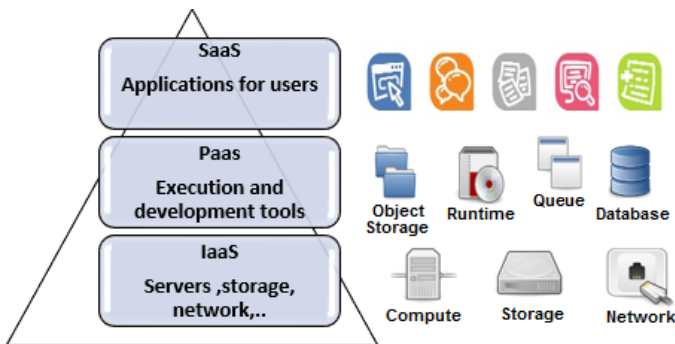 SaaS
Applications for users
Paas
Execution and
development tools
Object
Storage
Runtime
Queue
Database
IaaS
Servers ,storage,
network,..
Compute
Storage
Network